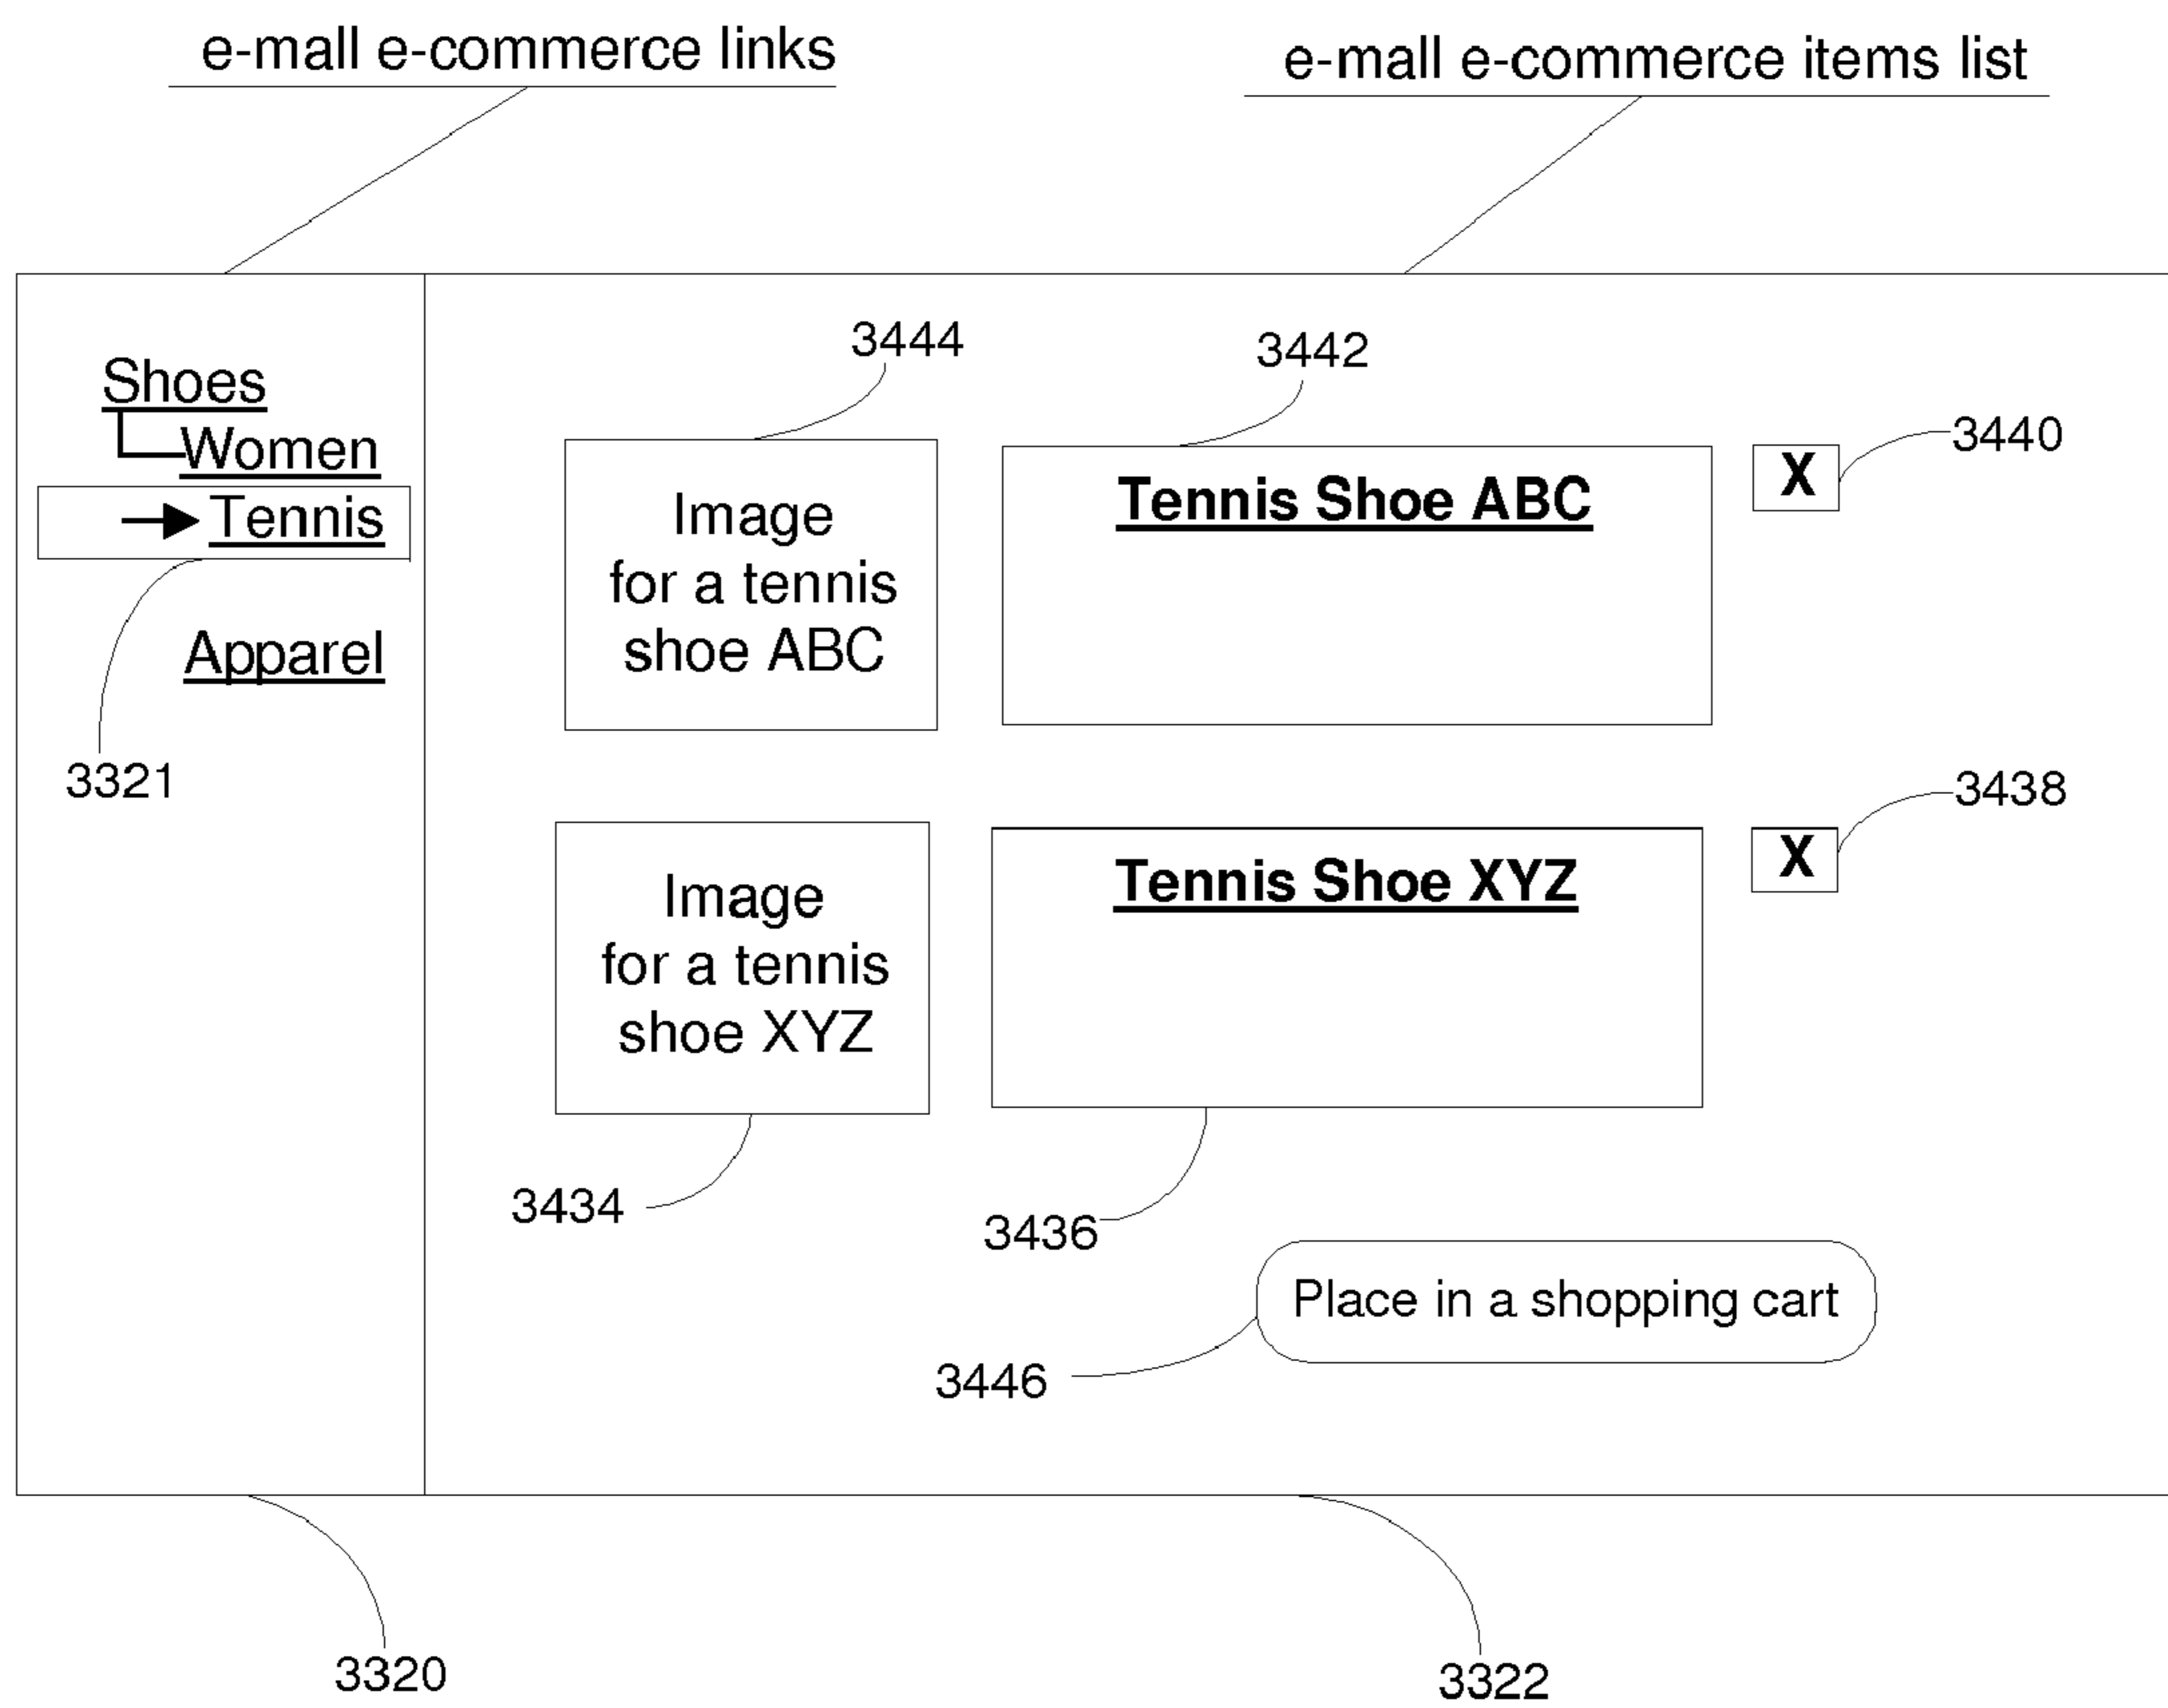 e-mall e-commerce links
e-mall e-commerce items list
3444
3442
3440
Shoes
Women
Tennis
Apparel
3321
Image
for a tennis
shoe ABC
Tennis Shoe ABC
X
3438
Image
for a tennis
shoe XYZ
Tennis Shoe XYZ
X
3434
3436
Place in a shopping cart
3446
3320
3322